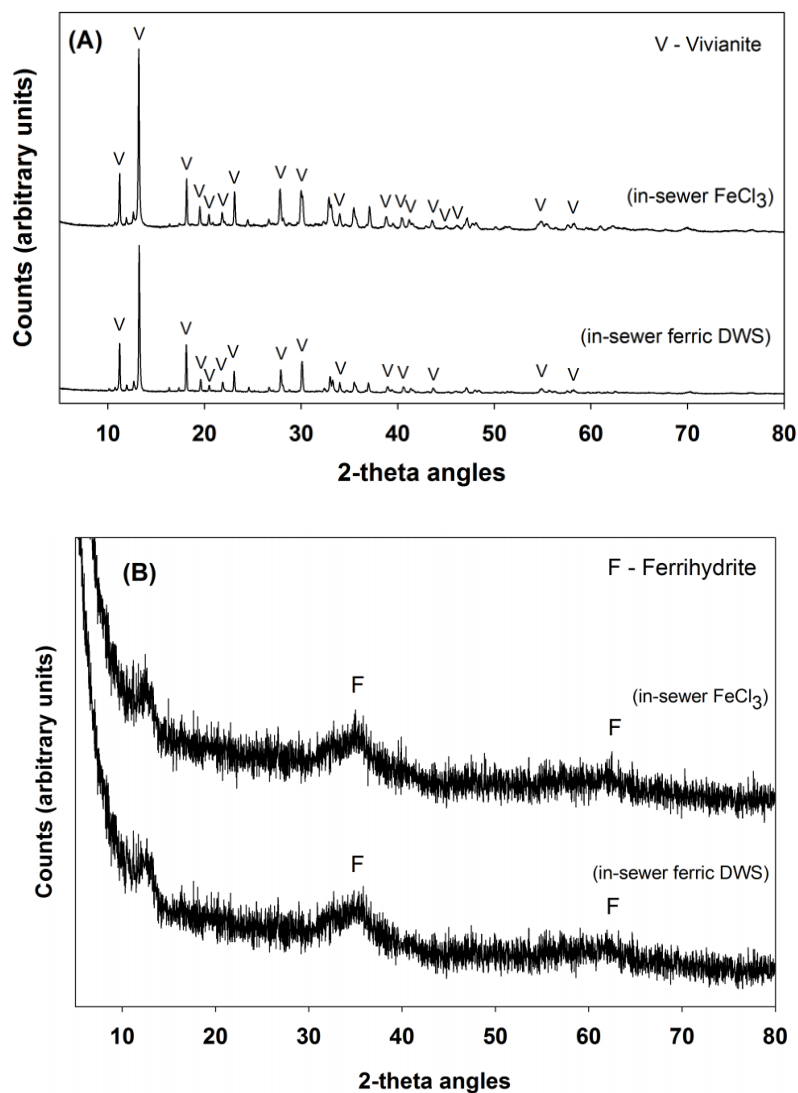 (A)
V - Vivianite
V
V V V V V V V V V V V V V V V V V
(in-sewer FeCl3)
V V V V V V V V V V V V V V
(in-sewer ferric DWS)
Counts (arbitrary units)
10 20 30 40 50 60 70 80
2-theta angles
(B)
F - Ferrihydrite
F
(in-sewer FeCl3)
F
F
(in-sewer ferric DWS)
F
Counts (arbitrary units)
10 20 30 40 50 60 70 80
2-theta angles